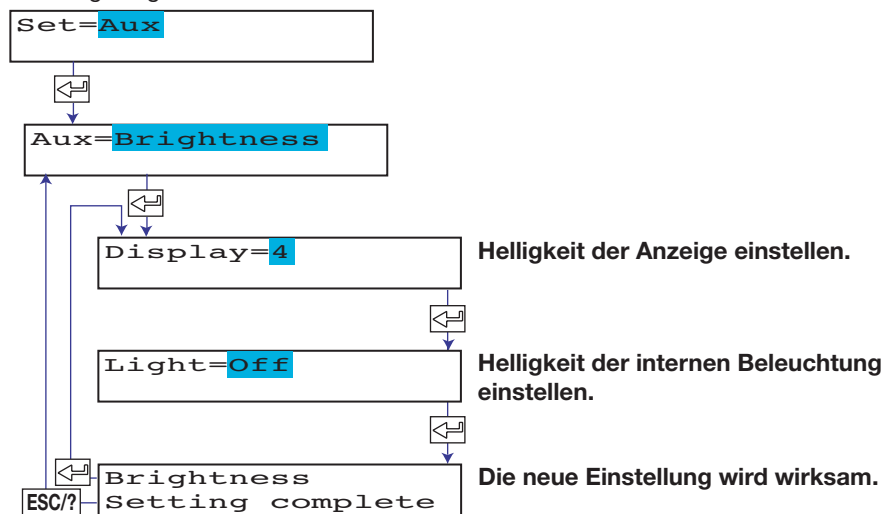 Set=Aux
Aux=Brightness
Display=4
Helligkeit der Anzeige einstellen.
Light=Off
Helligkeit der internen Beleuchtung
einstellen.
Brightness
Setting complete
Die neue Einstellung wird wirksam.
ESC/?